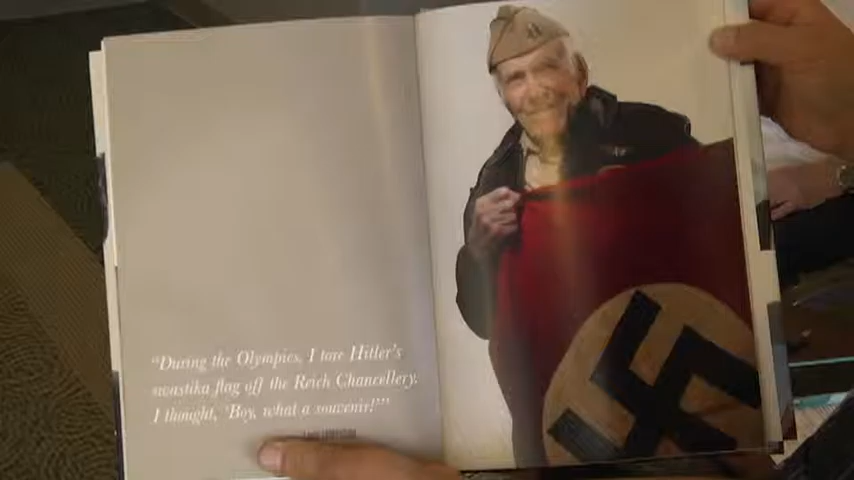 "During the Olympics, I tore Hitler's
swastika flag off the Reich Chancellery.
I thought, 'Boy, what a souvenir!'"